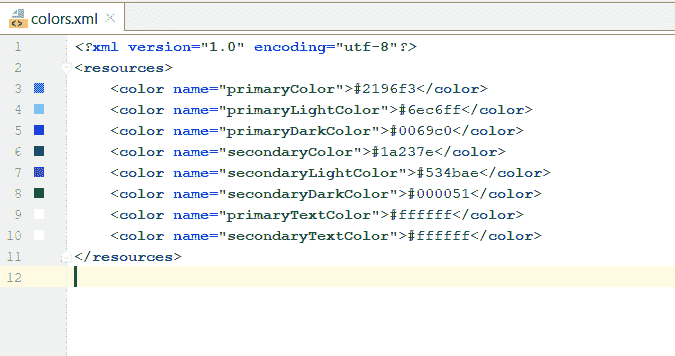 colors.xml
1 <?xml version="1.0" encoding="utf-8"?>
2 <resources>
3 <color name="primaryColor">#2196f3</color>
4 <color name="primaryLightColor">#6ec6ff</color>
5 <color name="primaryDarkColor">#0069c0</color>
6 <color name="secondaryColor">#1a237e</color>
7 <color name="secondaryLightColor">#534bae</color>
8 <color name="secondaryDarkColor">#000051</color>
9 <color name="primaryTextColor">#ffffff</color>
10 <color name="secondaryTextColor">#ffffff</color>
11 </resources>
12